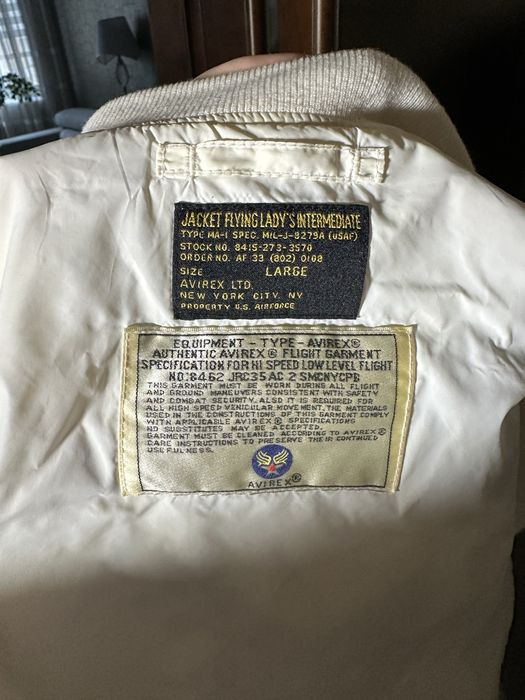 JACKET FLYING LADY'S INTERMEDIATE
TYPE MA-1 SPEC. MIL-J-8279A (USAF)
STOCK NO. 8415-273-3570
ORDER NO. AF 33 (802) 0108
SIZE LARGE
AVIREX LTD.
NEW YORK CITY. NY
PROPERTY U.S. AIRFORCE
EQUIPMENT - TYPE - AVIREX®
AUTHENTIC AVIREX® FLIGHT GARMENT
SPECIFICATION FOR HI SPEED LOW LEVEL FLIGHT
NO. 8462 JRC35 AC 2 SMCNYCPB
THIS GARMENT MUST BE WORN DURING ALL FLIGHT
AND GROUND MANEUVERS CONSISTENT WITH SAFETY
AND COMBAT SECURITY. ALSO IT IS REQUIRED FOR
ALL HIGH SPEED VEHICULAR MOVEMENT, THE MATERIALS
USED IN THE CONSTRUCTIONS OF THIS GARMENT COMPLY
WITH APPLICABLE AVIREX® SPECIFICATIONS
NO SUBSTITUTES MAY BE ACCEPTED.
GARMENT MUST BE CLEANED ACCORDING TO AVIREX®
CARE INSTRUCTIONS TO PRESERVE THEIR CONTINUED
USEFULNESS.
AVIREX®